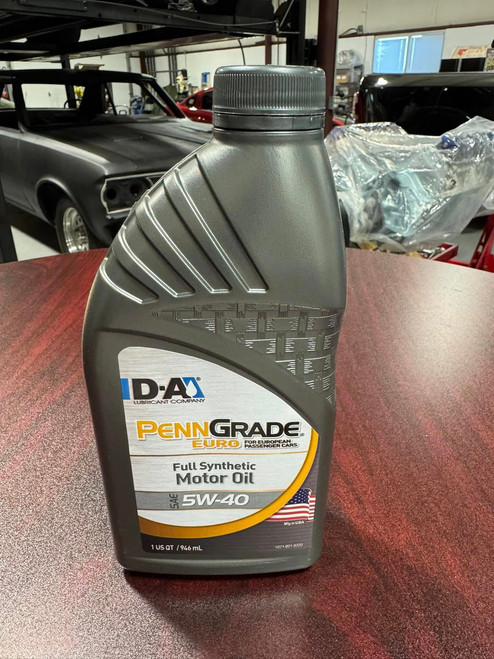 D-A
LUBRICANT COMPANY
PENNGRADE
EURO FOR EUROPEAN
PASSENGER CARS
Full Synthetic
Motor Oil
SAE 5W-40
Mfg in USA
1 US QT / 946 mL